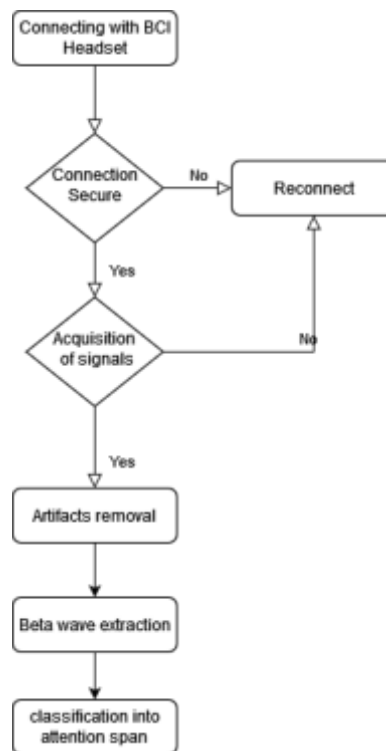 Connecting with BCI
Headset
Connection
Secure
No
Reconnect
Yes
Acquisition
of signals
No
Yes
Artifacts removal
Beta wave extraction
classification into
attention span